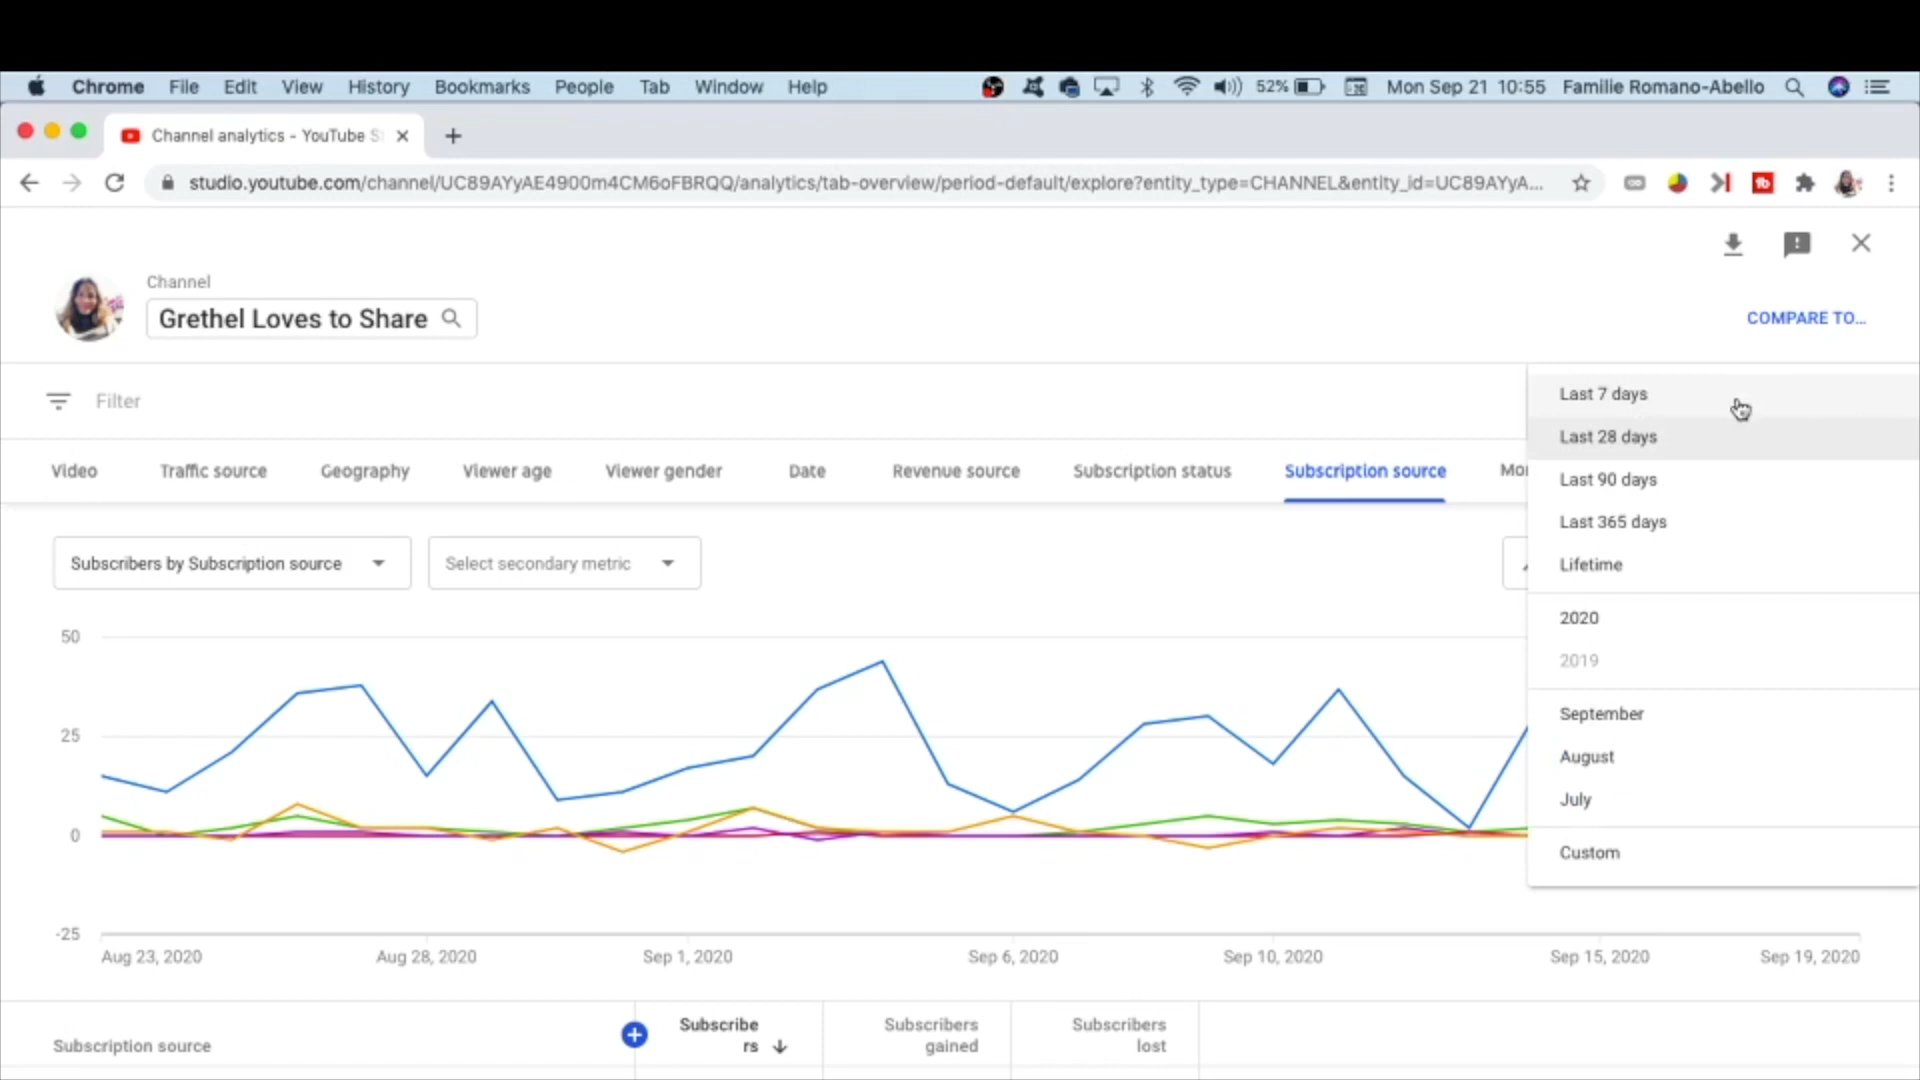 Chrome File Edit View History Bookmarks People Tab Window Help 52% Mon Sep 21 10:55 Familie Romano-Abello
Channel analytics - YouTube S
studio.youtube.com/channel/UC89AYyAE4900m4CM6oFBRQQ/analytics/tab-overview/period-default/explore?entity_type=CHANNEL&entity_id=UC89AYyA...
Channel
Grethel Loves to Share
COMPARE TO...
Filter
Last 7 days
Last 28 days
Last 90 days
Last 365 days
Lifetime
2020
2019
September
August
July
Custom
Video Traffic source Geography Viewer age Viewer gender Date Revenue source Subscription status Subscription source Mo
Subscribers by Subscription source Select secondary metric
50
25
0
-25
Aug 23, 2020 Aug 28, 2020 Sep 1, 2020 Sep 6, 2020 Sep 10, 2020 Sep 15, 2020 Sep 19, 2020
Subscription source
Subscribe
rs
Subscribers
gained
Subscribers
lost